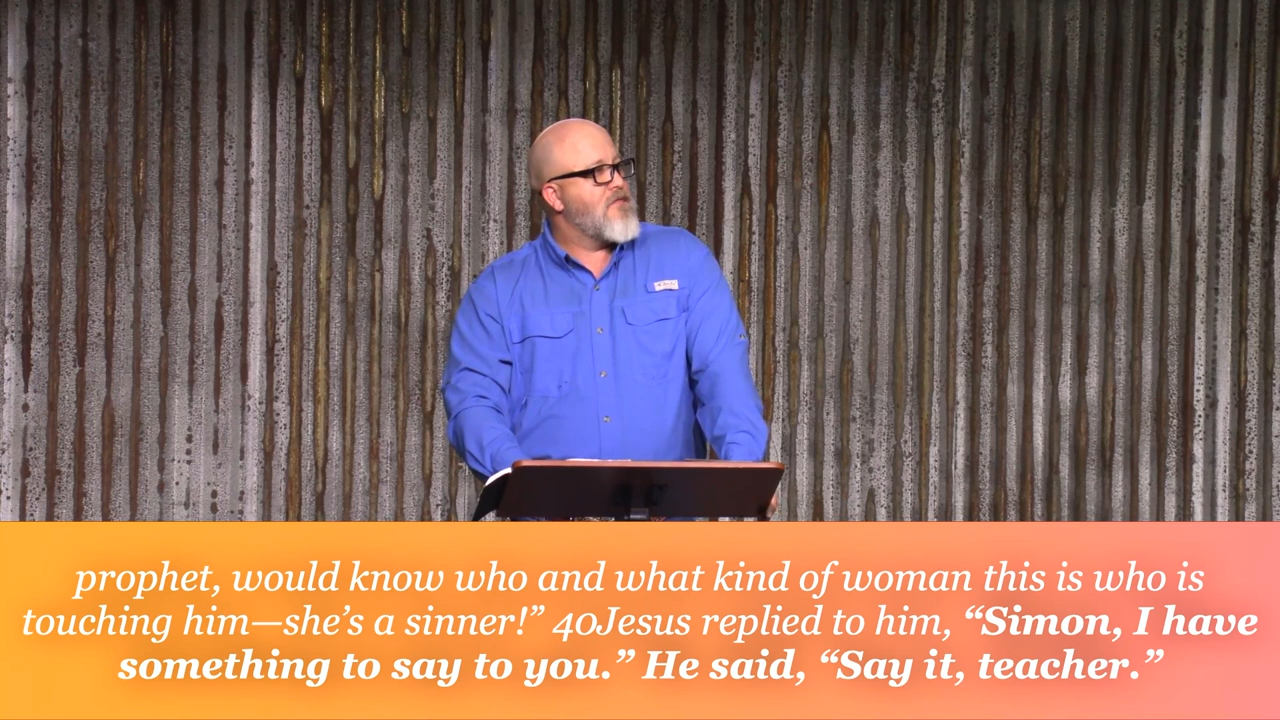 prophet, would know who and what kind of woman this is who is
touching him—she’s a sinner!” 40Jesus replied to him, “Simon, I have
something to say to you.” He said, “Say it, teacher.”